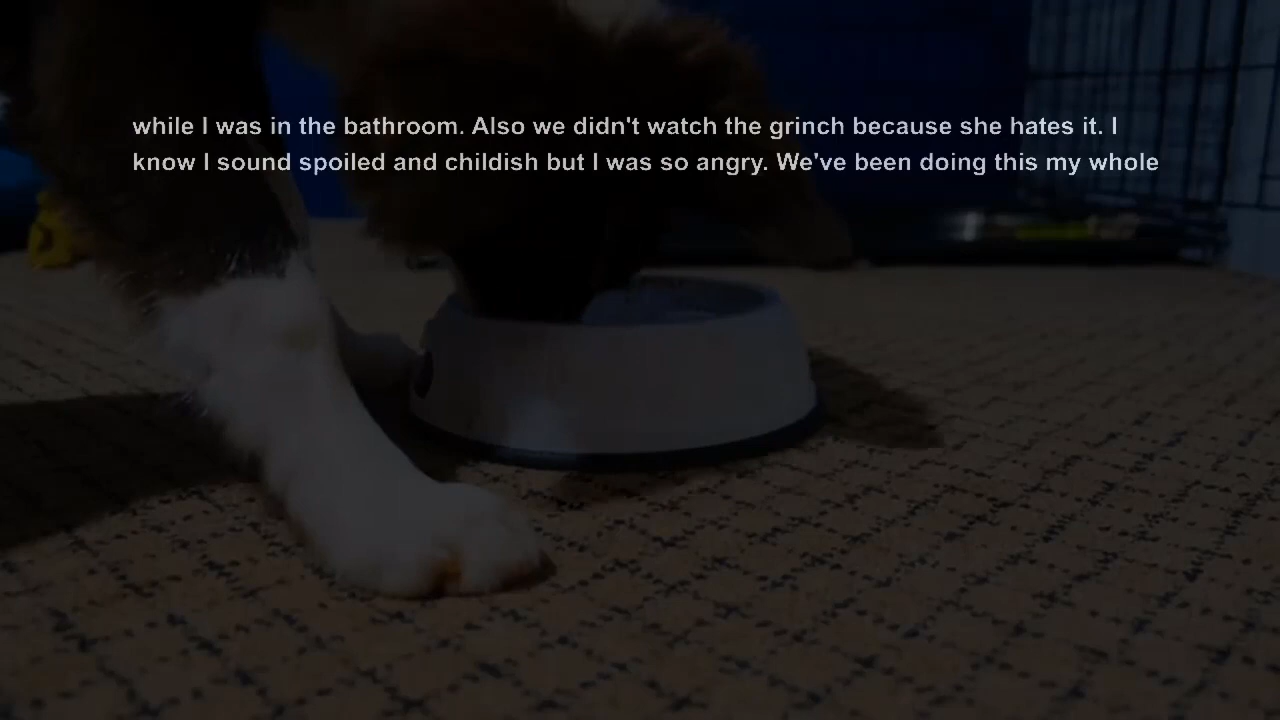 while I was in the bathroom. Also we didn't watch the grinch because she hates it. I
know I sound spoiled and childish but I was so angry. We've been doing this my whole